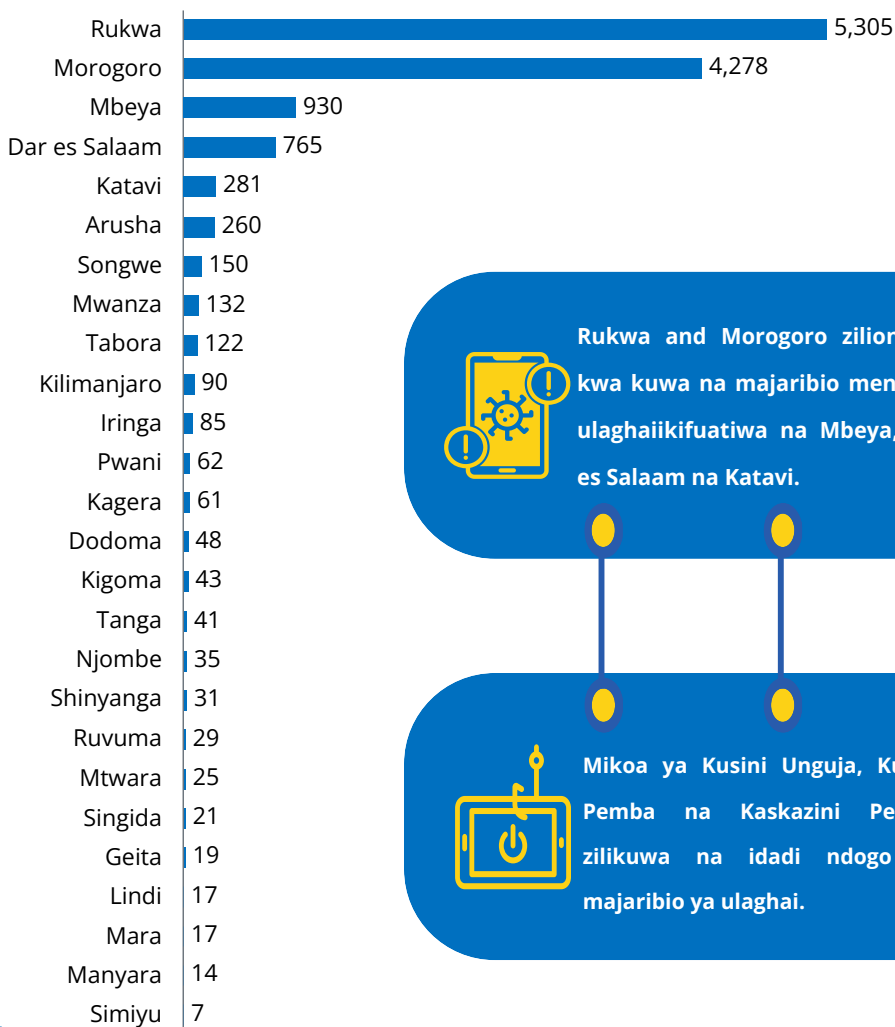 Rukwa 5,305
Morogoro 4,278
Mbeya 930
Dar es Salaam 765
Katavi 281
Arusha 260
Songwe 150
Mwanza 132
Tabora 122
Kilimanjaro 90
Iringa 85
Pwani 62
Kagera 61
Dodoma 48
Kigoma 43
Tanga 41
Njombe 35
Shinyanga 31
Ruvuma 29
Mtwara 25
Singida 21
Geita 19
Lindi 17
Mara 17
Manyara 14
Simiyu 7
Rukwa and Morogoro
kwa kuwa na majaribio
ulaghaiikifuatiwa na Mbeya,
es Salaam na Katavi.
Mikoa ya Kusini Unguja,
Pemba na Kaskazini
zilikuwa na idadi ndogo
majaribio ya ulaghai.